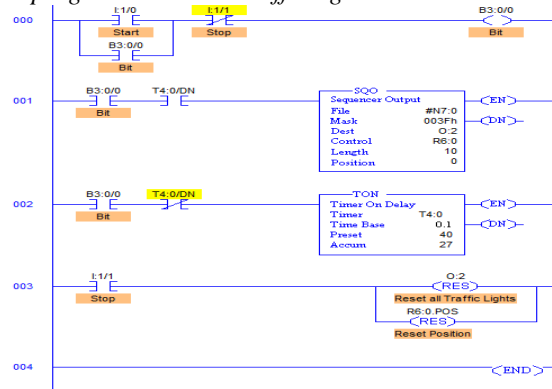 I:1/0 I:1/1 B3:0/0
000
Start Stop Bit
B3:0/0
Bit
B3:0/0 T4:0/DN SQO
001 Sequencer Output EN
Bit File #N7:0
Mask 003Fh DN
Dest O:2
Control R6:0
Length 10
Position 0
B3:0/0 T4:0/DN TON
002 Timer On Delay EN
Bit Timer T4:0
Time Base 0.1 DN
Preset 40
Accum 27
I:1/1 O:2
003 RES
Stop Reset all Traffic Lights
R6:0.POS
RES
Reset Position
004 END